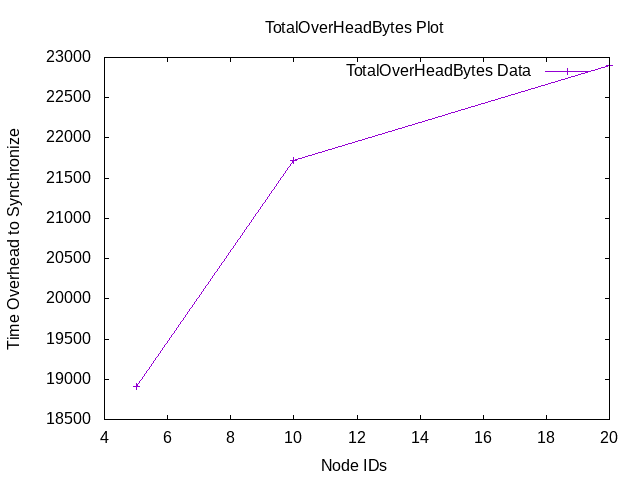 TotalOverHeadBytes Plot
23000
TotalOverHeadBytes Data
22500
22000
21500
21000
20500
20000
19500
19000
18500
Time Overhead to Synchronize
4 6 8 10 12 14 16 18 20
Node IDs